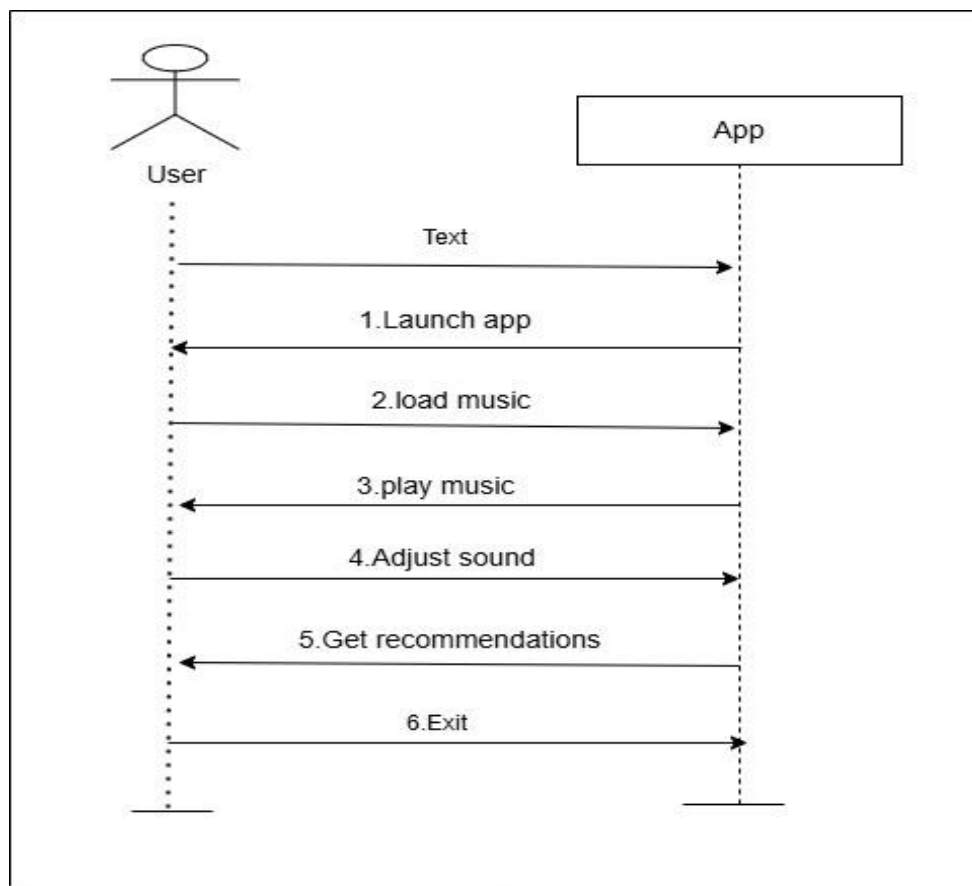 User
App
Text
1.Launch app
2.load music
3.play music
4.Adjust sound
5.Get recommendations
6.Exit